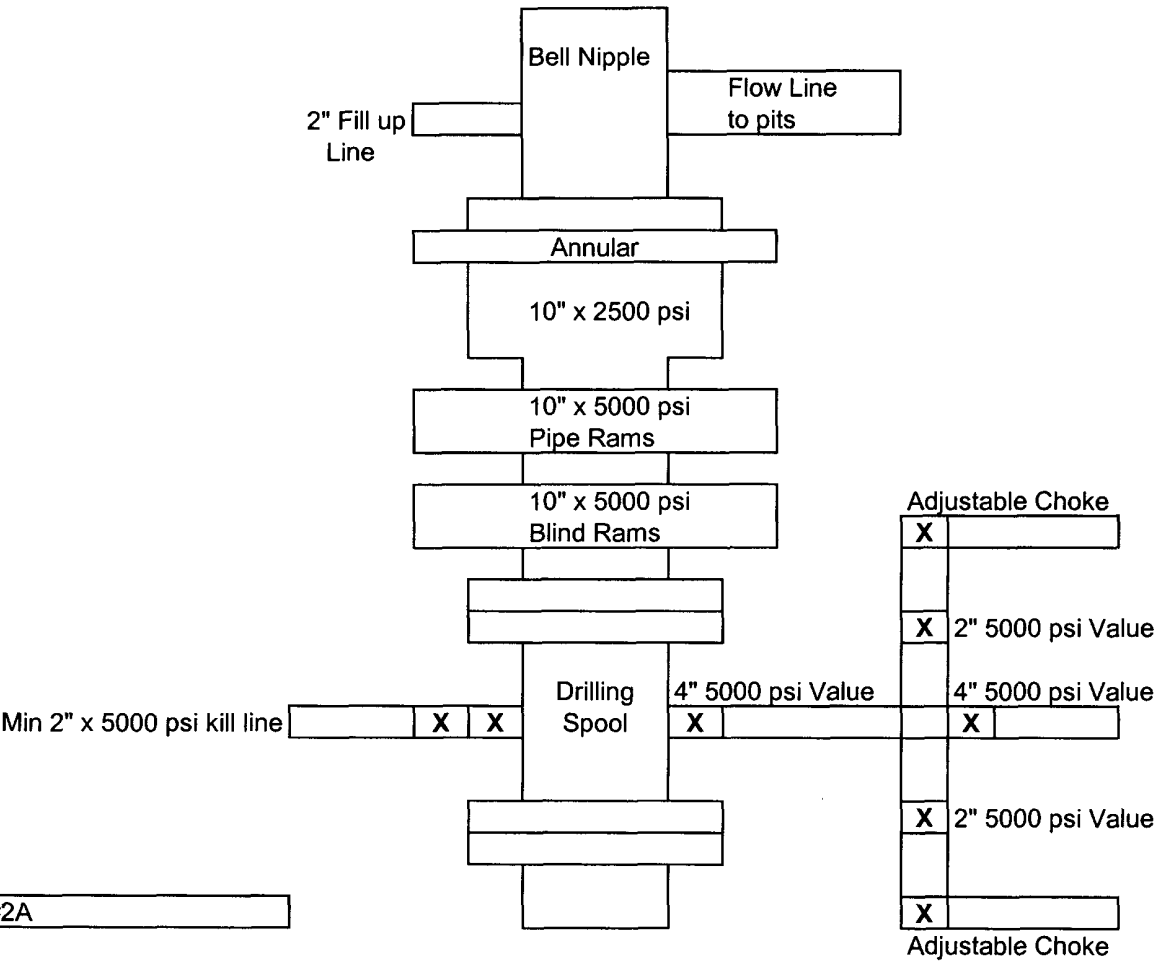 Bell Nipple
Flow Line
to pits
2" Fill up
Line
Annular
10" x 2500 psi
10" x 5000 psi
Pipe Rams
10" x 5000 psi
Blind Rams
Adjustable Choke
X
X 2" 5000 psi Value
Drilling
Spool
4" 5000 psi Value
4" 5000 psi Value
Min 2" x 5000 psi kill line
X X
X
X
X 2" 5000 psi Value
2A
X
Adjustable Choke